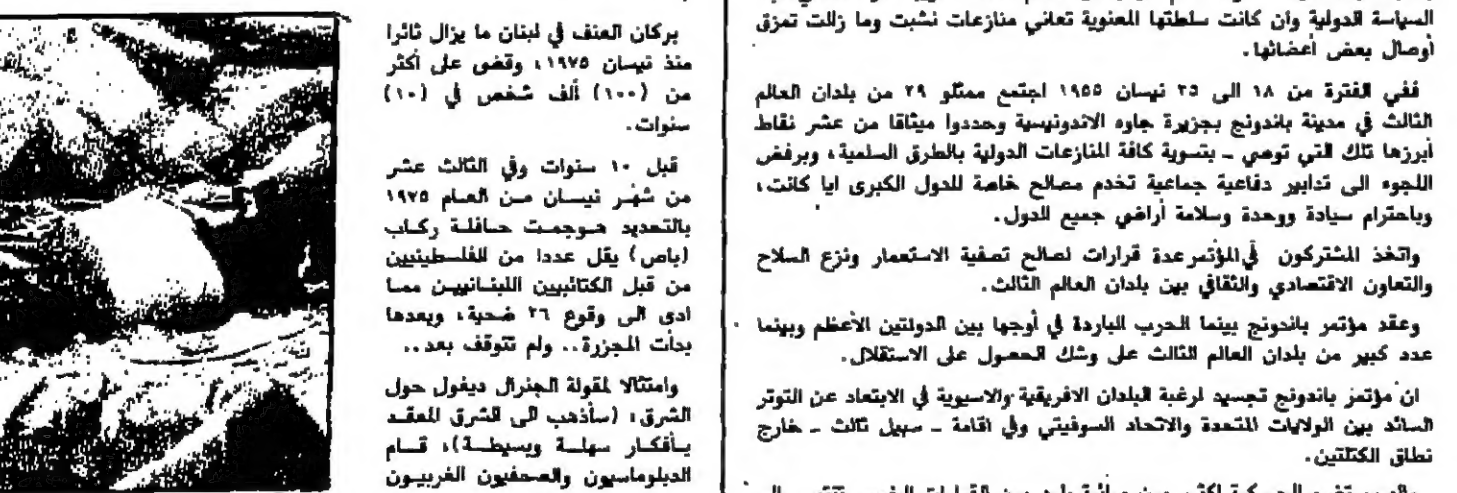 السياسة الدولية وان كانت سلطتها المعنوية تعاني منازعات نشبت وما زالت تمزق
أوصال بعض أعضائها.
ففي الفترة من ١٨ الى ٢٥ نيسان ١٩٥٥ اجتمع ممثلو ٢٩ من بلدان العالم
الثالث في مدينة باندونج بجزيرة جاوه الاندونيسية وحددوا ميثاقا من عشر نقاط
أبرزها تلك التي توصي ـ بتسوية كافة المنازعات الدولية بالطرق السلمية، وبرفض
اللجوء الى تدابير دفاعية جماعية تخدم مصالح خاصة للدول الكبرى ايا كانت،
وباحترام سيادة ووحدة وسلامة أراضي جميع الدول.
واتخذ المشتركون في المؤتمر عدة قرارات لصالح تصفية الاستعمار ونزع السلاح
والتعاون الاقتصادي والثقافي بين بلدان العالم الثالث.
وعقد مؤتمر باندونج بينما الحرب الباردة في أوجها بين الدولتين الأعظم وبينما
عدد كبير من بلدان العالم الثالث على وشك الحصول على الاستقلال.
ان مؤتمر باندونج تجسيد لرغبة البلدان الافريقية والاسيوية في الابتعاد عن التوتر
السائد بين الولايات المتحدة والاتحاد السوفيتي وفي اقامة ـ سبيل ثالث ـ خارج
نطاق الكتلتين.
بركان العنف في لبنان ما يزال ثائرا
منذ نيسان ١٩٧٥، وقضى على أكثر
من (١٠٠) ألف شخص في (١٠)
سنوات.
قبل ١٠ سنوات وفي الثالث عشر
من شهر نيسان من العام ١٩٧٥
بالتحديد هوجمت حافلة ركاب
(باص) يقل عددا من الفلسطينيين
من قبل الكتائبيين اللبنانيين مما
ادى الى وقوع ٢٦ ضحية، وبعدها
بدأت المجزرة.. ولم تتوقف بعد..
وامتثالا لمقولة الجنرال ديغول حول
الشرق، (سأذهب الى الشرق المعقد
بأفكار سهلة وبسيطة)، قام
الدبلوماسيون والصحفيون الغربيون